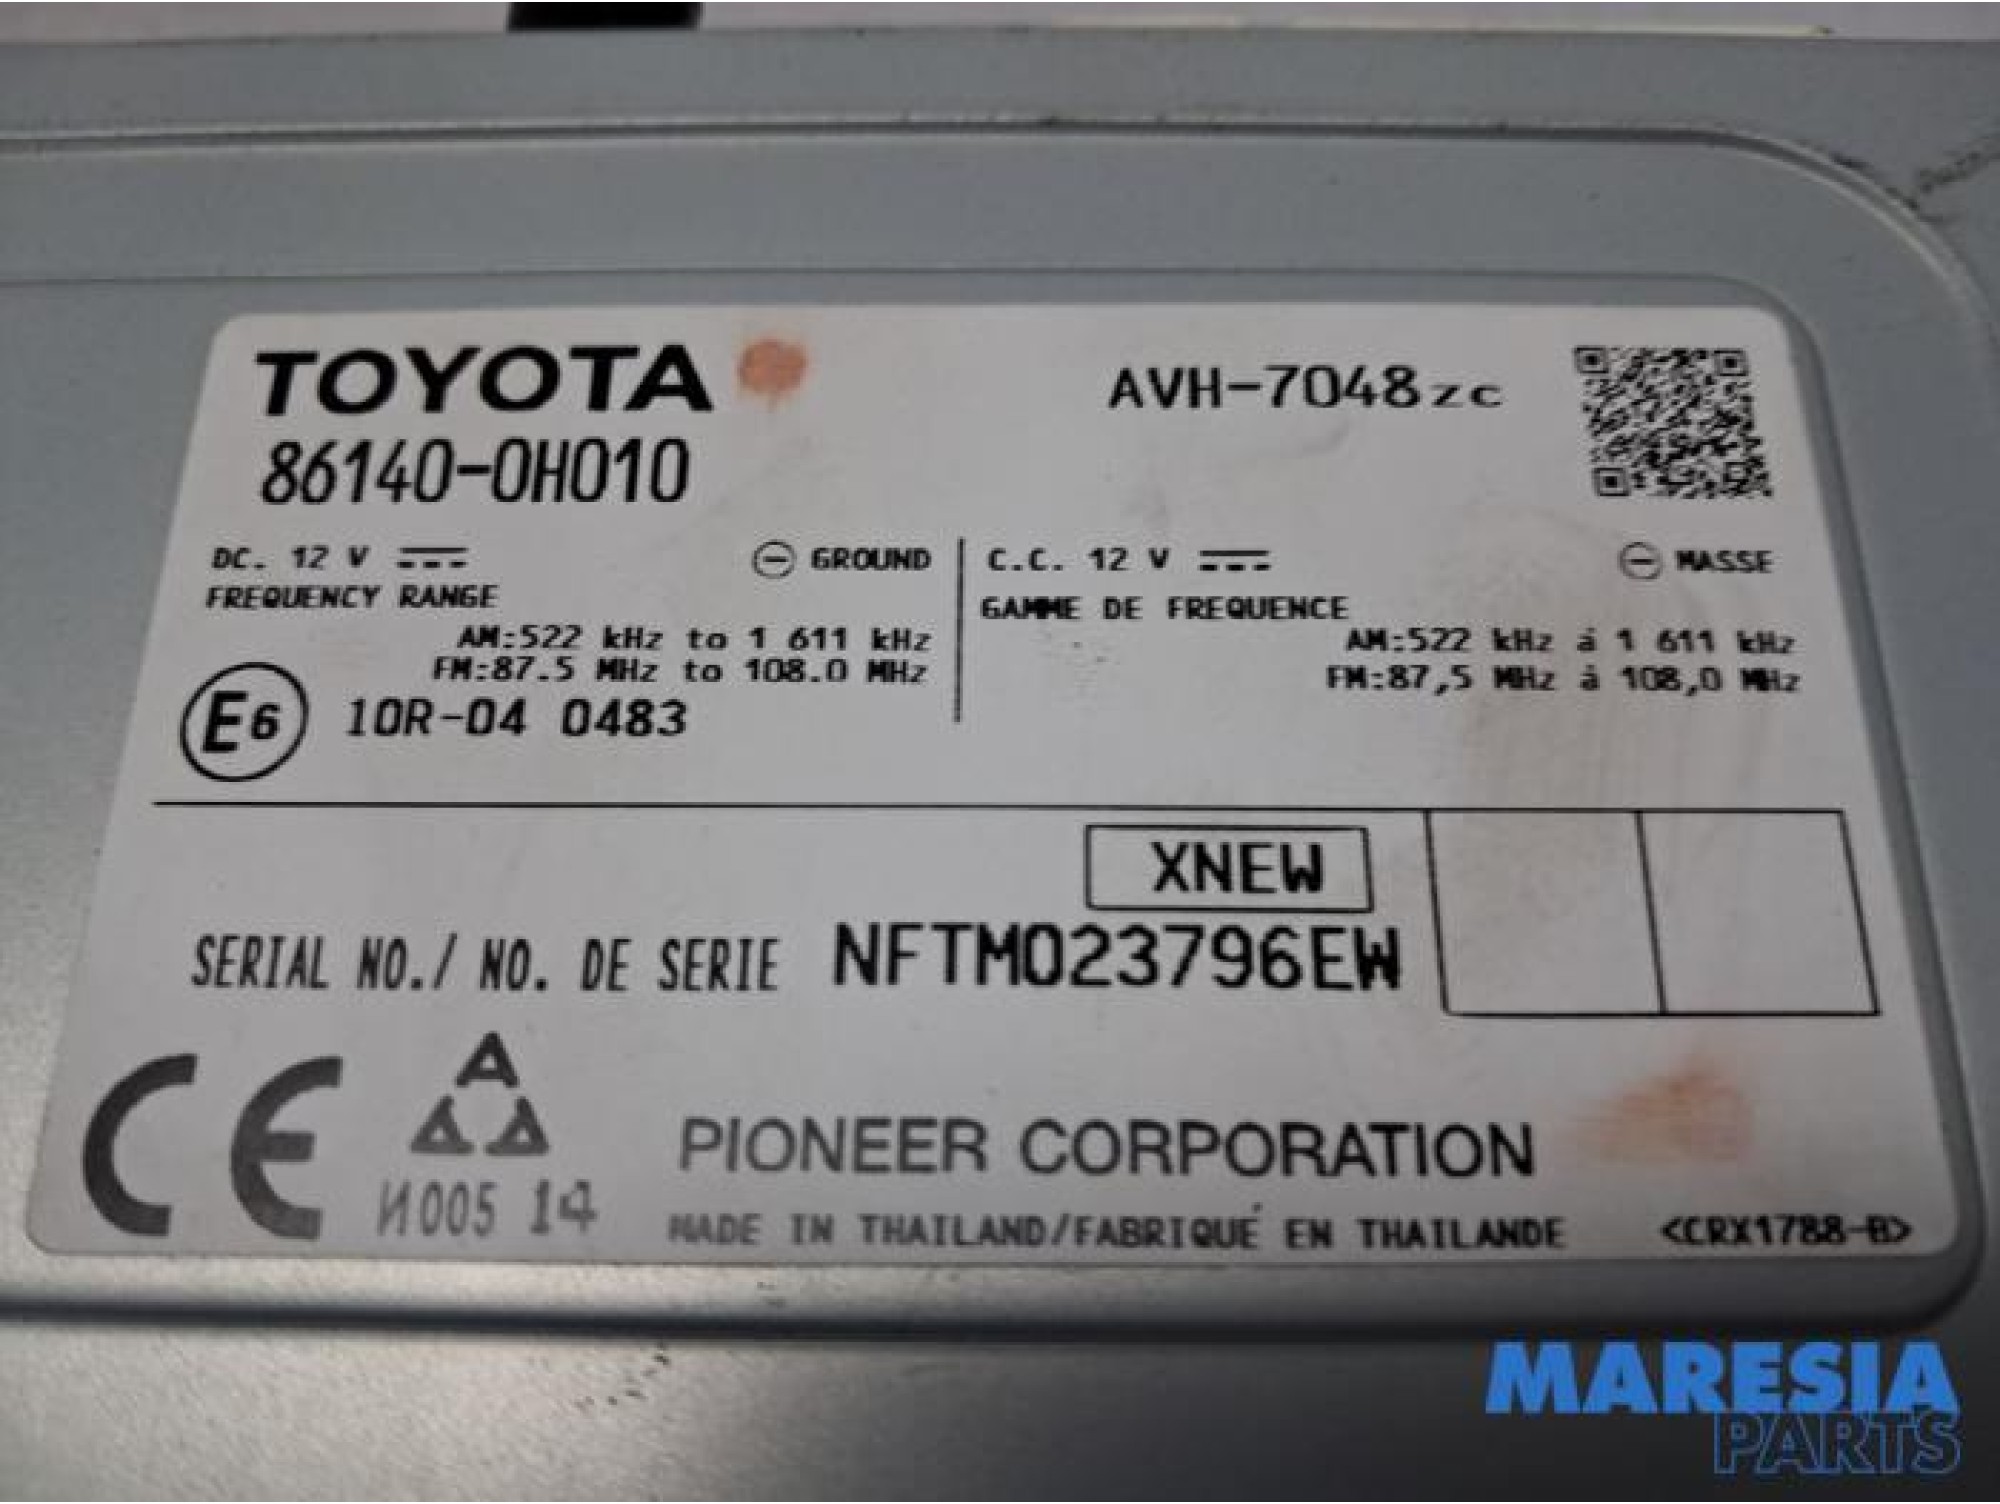 TOYOTA
86140-0H010
AVH-7048zc
DC. 12 V
GROUND
FREQUENCY RANGE
AM:522 kHz to 1 611 kHz
FM:87.5 MHz to 108.0 MHz
C.C. 12 V
MASSE
GAMME DE FREQUENCE
AM:522 kHz á 1 611 kHz
FM:87,5 MHz á 108,0 MHz
E6 10R-04 0483
XNEW
SERIAL NO./ NO. DE SERIE NFTM023796EW
CE
A
N005 14
PIONEER CORPORATION
MADE IN THAILAND/FABRIQUÉ EN THAILANDE
<CRX1788-B>
MARESIA
PARTS